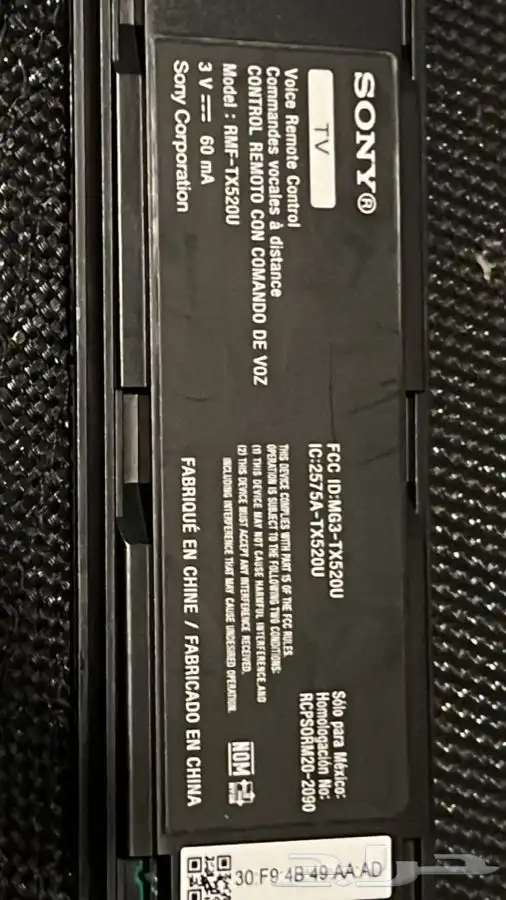 SONY®
TV
Voice Remote Control
Commandes vocales à distance
CONTROL REMOTO CON COMANDO DE VOZ
Model : RMF-TX520U
3 V ⎓ 60 mA
Sony Corporation
FCC ID:MG3-TX520U
IC:2575A-TX520U
THIS DEVICE COMPLIES WITH PART 15 OF THE FCC RULES.
OPERATION IS SUBJECT TO THE FOLLOWING TWO CONDITIONS:
(1) THIS DEVICE MAY NOT CAUSE HARMFUL INTERFERENCE,AND
(2) THIS DEVICE MUST ACCEPT ANY INTERFERENCE RECEIVED,
INCLUDING INTERFERENCE THAT MAY CAUSE UNDESIRED OPERATION.
FABRIQUÉ EN CHINE / FABRICADO EN CHINA
Sólo para México:
Homologación No:
RCPSORM20-2090
NOM
30:F9:4B:49:AA:AD
حراج